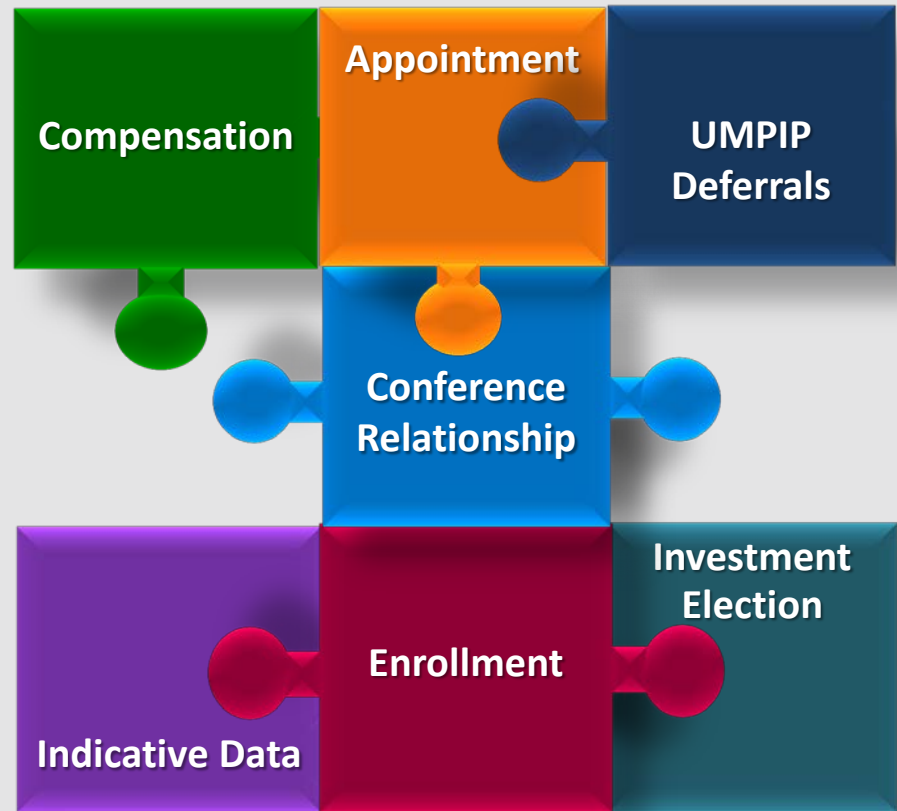 Compensation
Appointment
UMPIP
Deferrals
Conference
Relationship
Indicative Data
Enrollment
Investment
Election